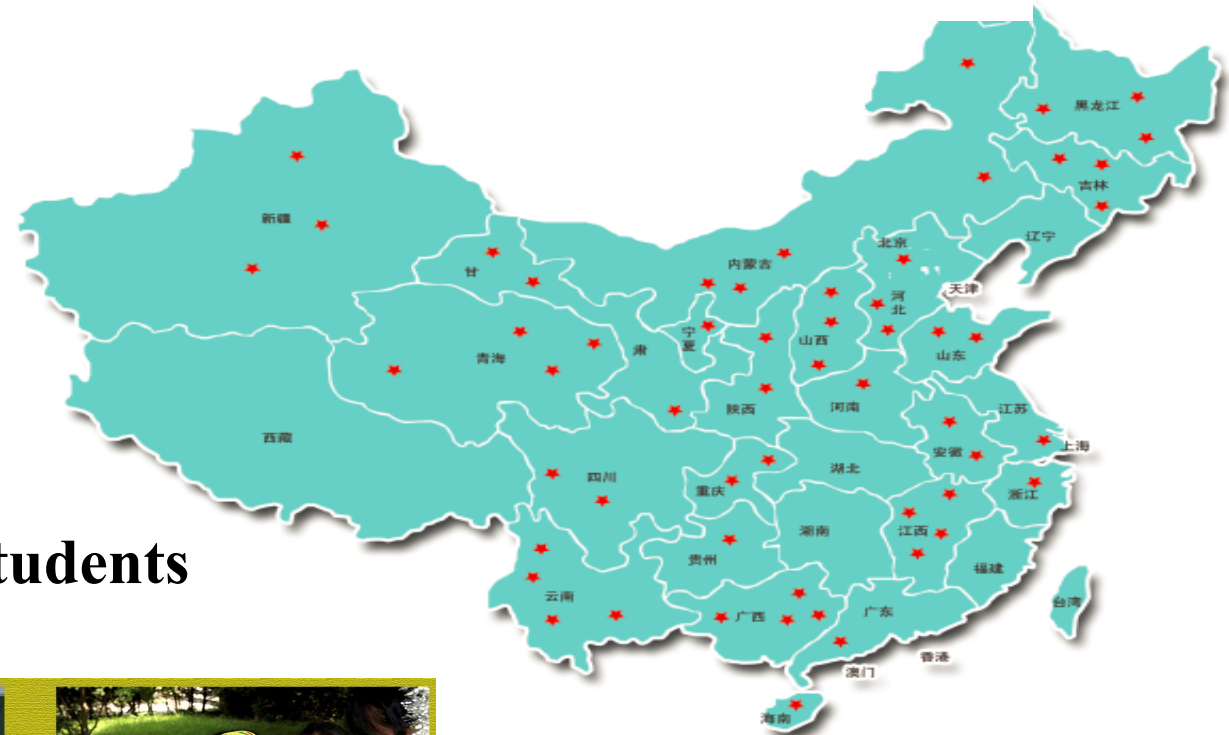 黑龙江
吉林
辽宁
新疆
北京
内蒙古
甘
天津
河
北
宁
夏
山西
肃
青海
山东
陕西
河南
江苏
西藏
上海
安徽
湖北
四川
重庆
浙江
江西
湖南
贵州
tudents
福建
云南
台湾
广西
广东
香港
澳门
海南